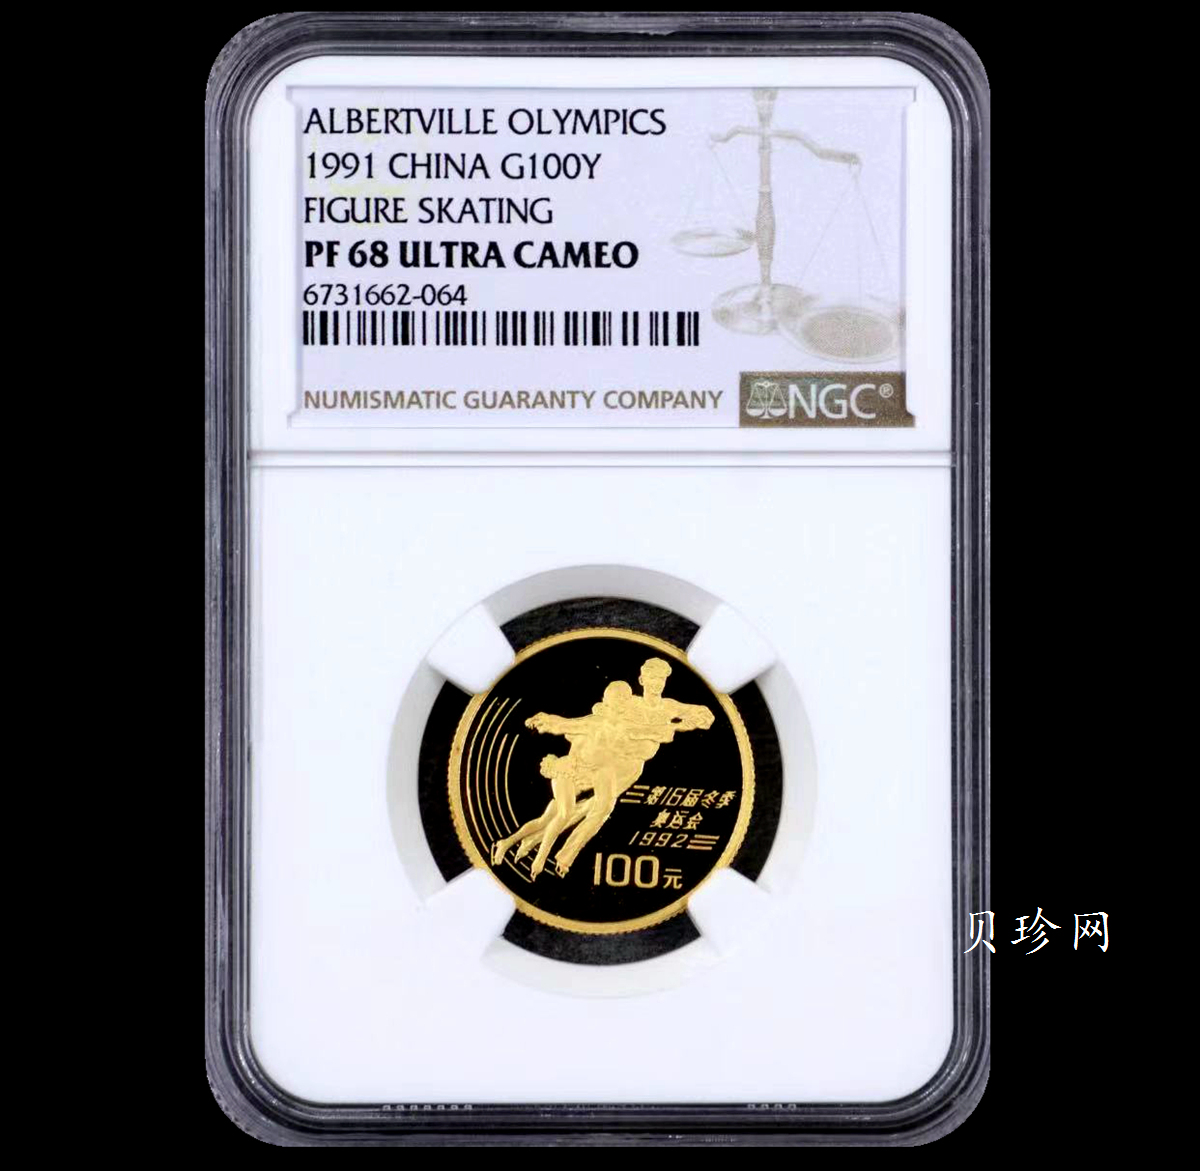 ALBERTVILLE OLYMPICS
1991 CHINA G100Y
FIGURE SKATING
PF 68 ULTRA CAMEO
6731662-064
NUMISMATIC GUARANTY COMPANY
NGC®
第16届冬季
奥运会
1992
100元
贝珍网